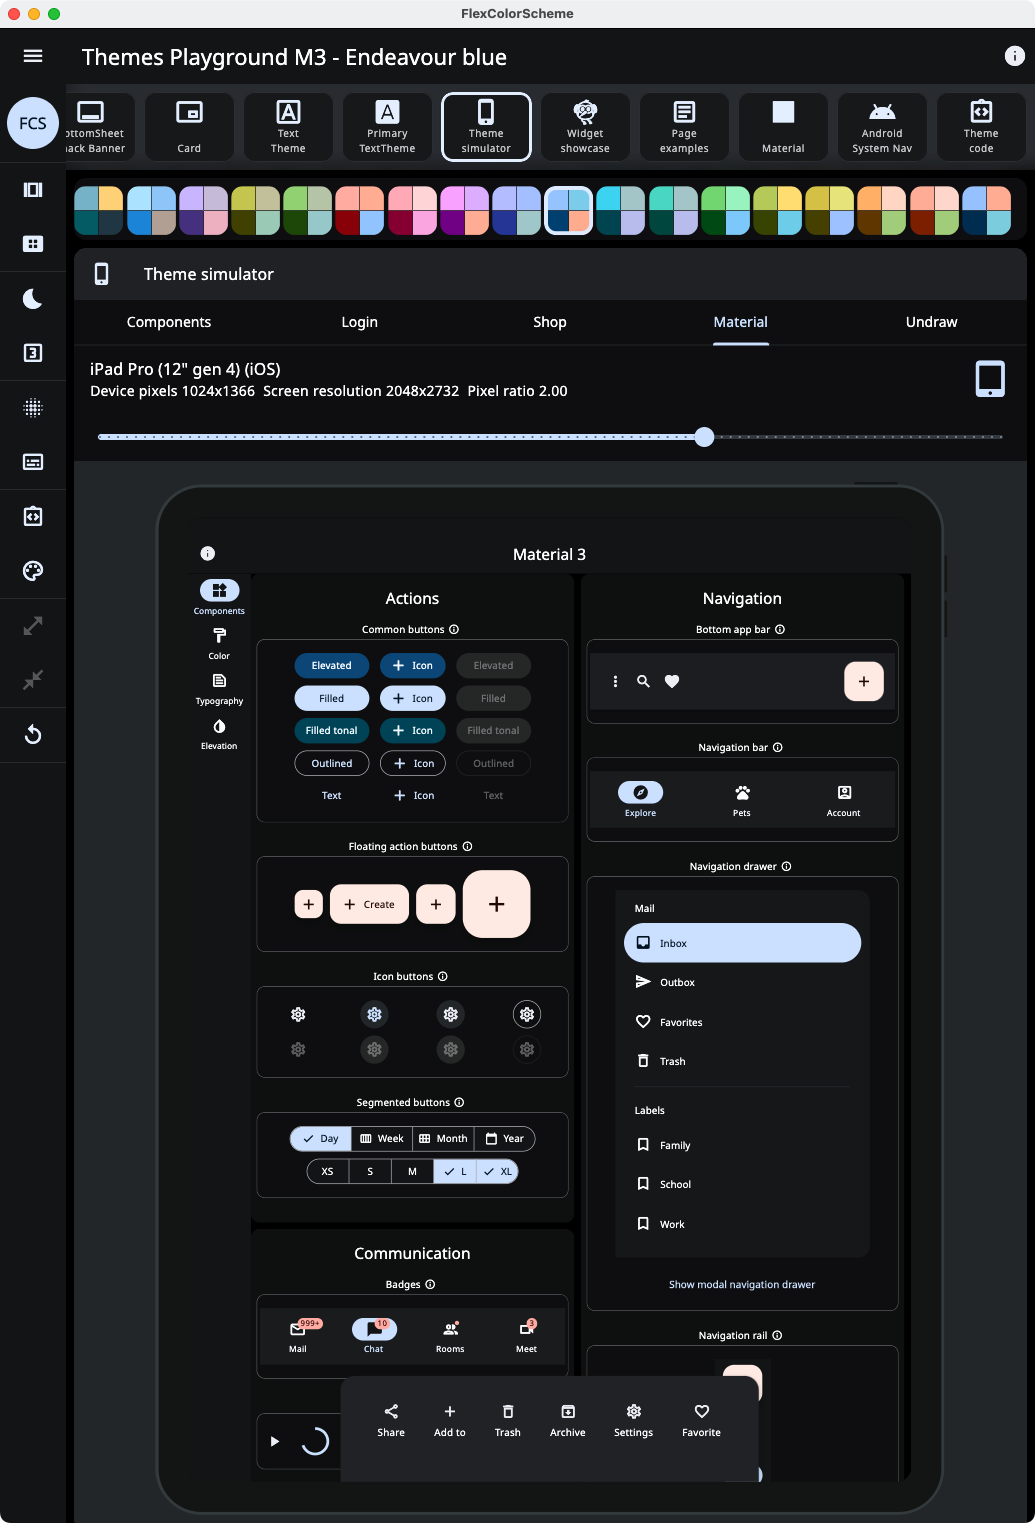 FlexColorScheme
Themes Playground M3 - Endeavour blue
FCS
ottomSheet
ack Banner
Card
Text
Theme
Primary
TextTheme
Theme
simulator
Widget
showcase
Page
examples
Material
Android
System Nav
Theme
code
Theme simulator
Components
Login
Shop
Material
Undraw
iPad Pro (12" gen 4) (iOS)
Device pixels 1024x1366 Screen resolution 2048x2732 Pixel ratio 2.00
Material 3
Components
Color
Typography
Elevation
Actions
Common buttons
Elevated
Icon
Elevated
Filled
Icon
Filled
Filled tonal
Icon
Filled tonal
Outlined
Icon
Outlined
Text
Icon
Text
Floating action buttons
Create
Icon buttons
Segmented buttons
Day
Week
Month
Year
XS
S
M
L
XL
Communication
Badges
999+
Mail
10
Chat
Rooms
3
Meet
Navigation
Bottom app bar
Navigation bar
Explore
Pets
Account
Navigation drawer
Mail
Inbox
Outbox
Favorites
Trash
Labels
Family
School
Work
Show modal navigation drawer
Navigation rail
Share
Add to
Trash
Archive
Settings
Favorite